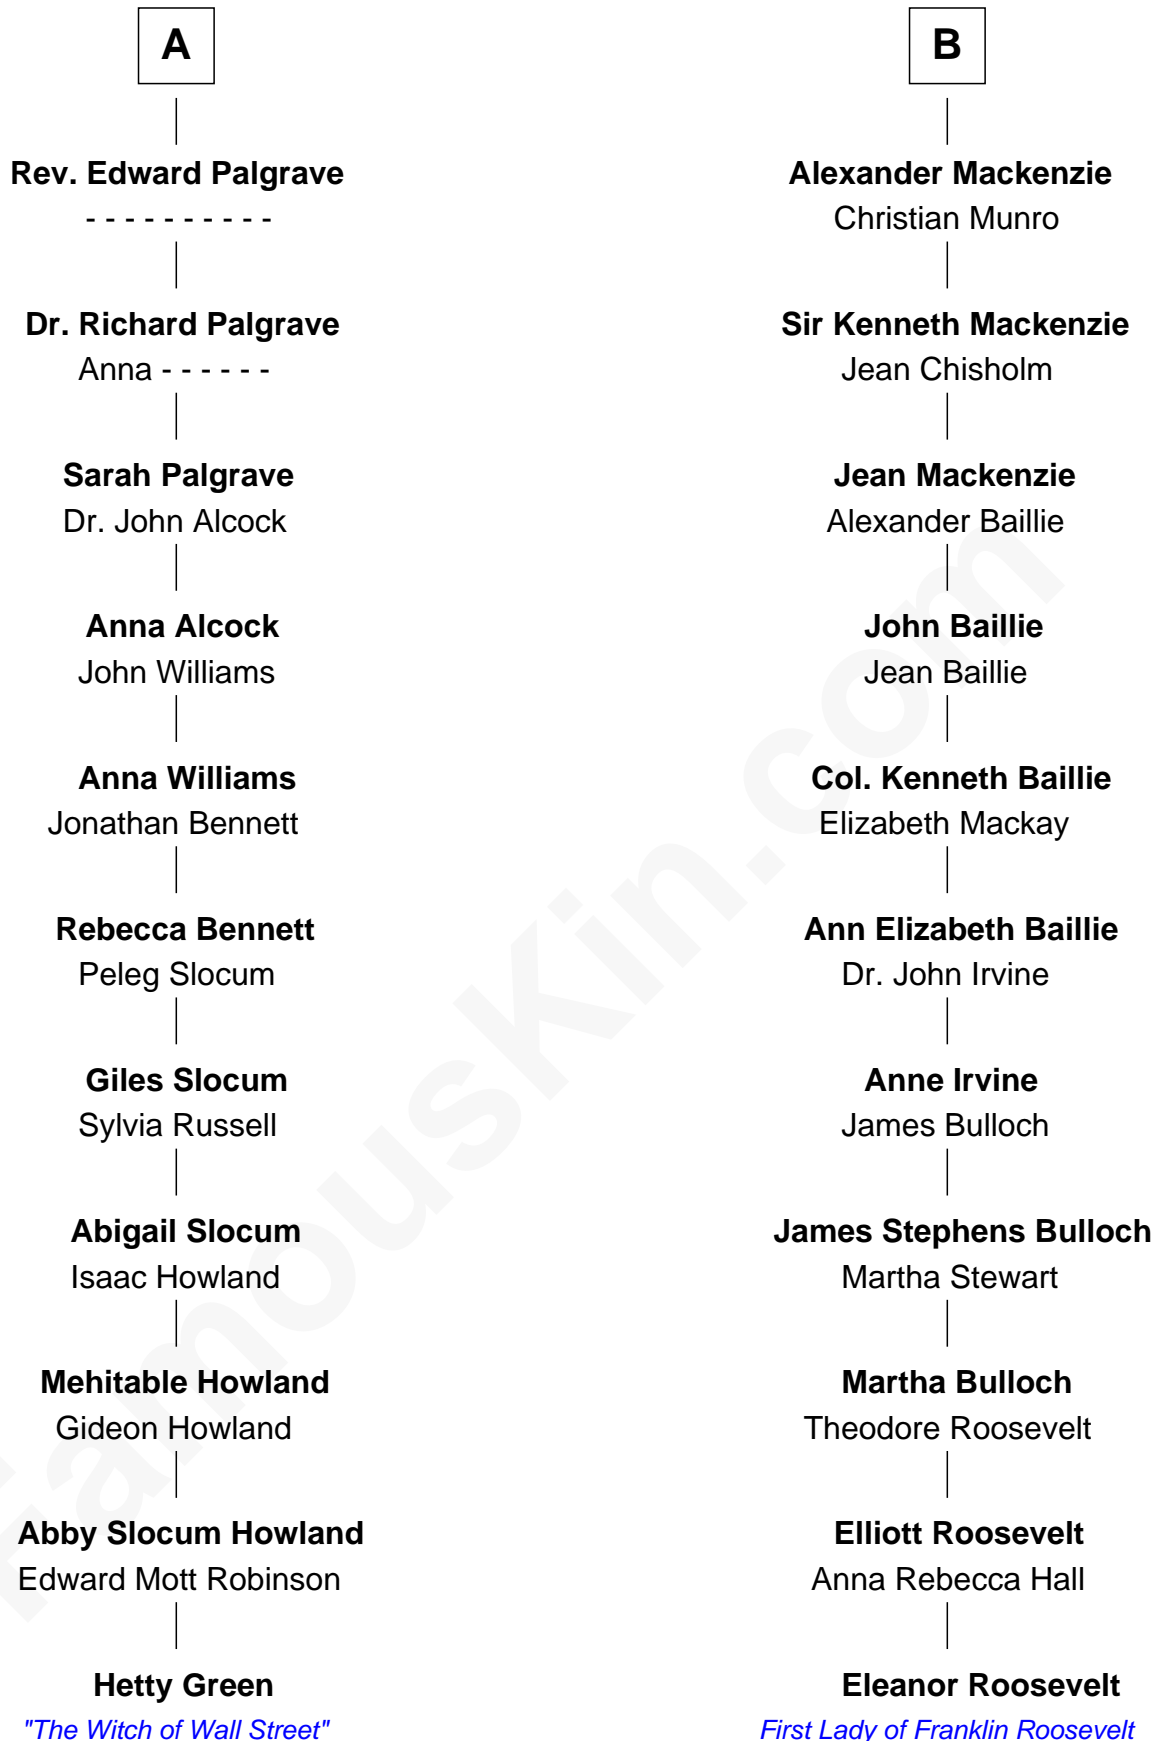 A
Rev. Edward Palgrave
- - - - - - - - - -
Dr. Richard Palgrave
Anna - - - - - -
Sarah Palgrave
Dr. John Alcock
Anna Alcock
John Williams
Anna Williams
Jonathan Bennett
Rebecca Bennett
Peleg Slocum
Giles Slocum
Sylvia Russell
Abigail Slocum
Isaac Howland
Mehitable Howland
Gideon Howland
Abby Slocum Howland
Edward Mott Robinson
Hetty Green
"The Witch of Wall Street"
B
Alexander Mackenzie
Christian Munro
Sir Kenneth Mackenzie
Jean Chisholm
Jean Mackenzie
Alexander Baillie
John Baillie
Jean Baillie
Col. Kenneth Baillie
Elizabeth Mackay
Ann Elizabeth Baillie
Dr. John Irvine
Anne Irvine
James Bulloch
James Stephens Bulloch
Martha Stewart
Martha Bulloch
Theodore Roosevelt
Elliott Roosevelt
Anna Rebecca Hall
Eleanor Roosevelt
First Lady of Franklin Roosevelt
FamousKin.com